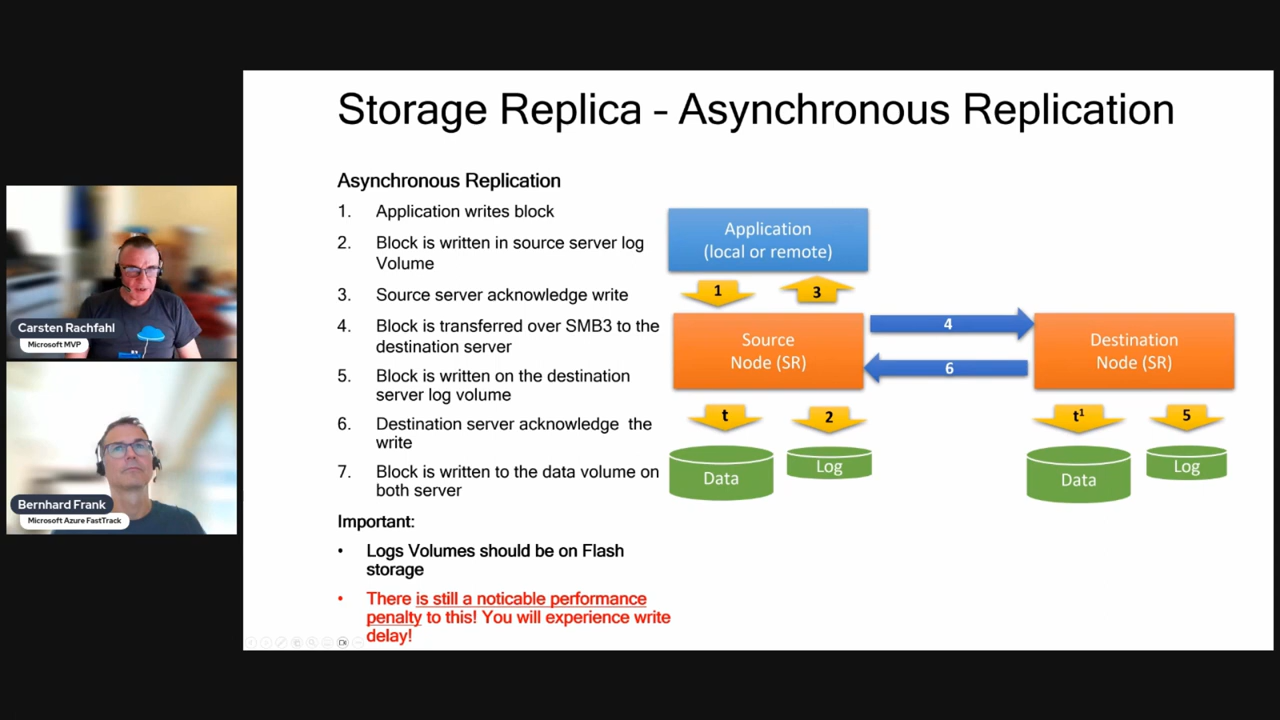 Storage Replica – Asynchronous Replication
Asynchronous Replication
1. Application writes block
2. Block is written in source server log
Volume
3. Source server acknowledge write
4. Block is transferred over SMB3 to the
destination server
5. Block is written on the destination
server log volume
6. Destination server acknowledge the
write
7. Block is written to the data volume on
both server
Important:
• Logs Volumes should be on Flash
storage
• There is still a noticable performance
penalty to this! You will experience write
delay!
Application
(local or remote)
1
3
Source
Node (SR)
4
6
Destination
Node (SR)
t
2
t¹
5
Data
Log
Data
Log
Carsten Rachfahl
Microsoft MVP
Bernhard Frank
Microsoft Azure FastTrack